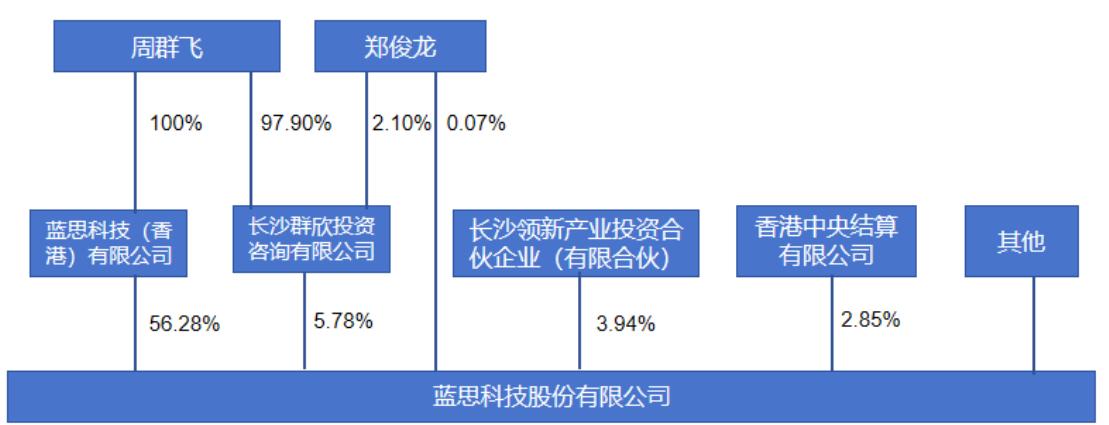 周群飞
郑俊龙
100%
97.90%
2.10%
0.07%
蓝思科技（香
港）有限公司
长沙群欣投资
咨询有限公司
长沙领新产业投资合
伙企业（有限合伙）
香港中央结算
有限公司
其他
56.28%
5.78%
3.94%
2.85%
蓝思科技股份有限公司